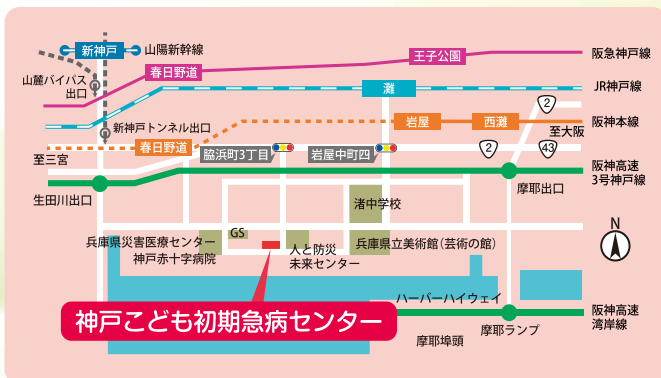 新神戸
山陽新幹線
王子公園
阪急神戸線
春日野道
山麓バイパス
出口
灘
JR神戸線
2
新神戸トンネル出口
岩屋
西灘
阪神本線
至大阪
春日野道
脇浜町3丁目
岩屋中町四
2
43
至三宮
阪神高速
3号神戸線
生田川出口
摩耶出口
渚中学校
N
GS
兵庫県災害医療センター
神戸赤十字病院
人と防災
未来センター
兵庫県立美術館(芸術の館)
ハーバーハイウェイ
神戸こども初期急病センター
阪神高速
湾岸線
摩耶ランプ
摩耶埠頭